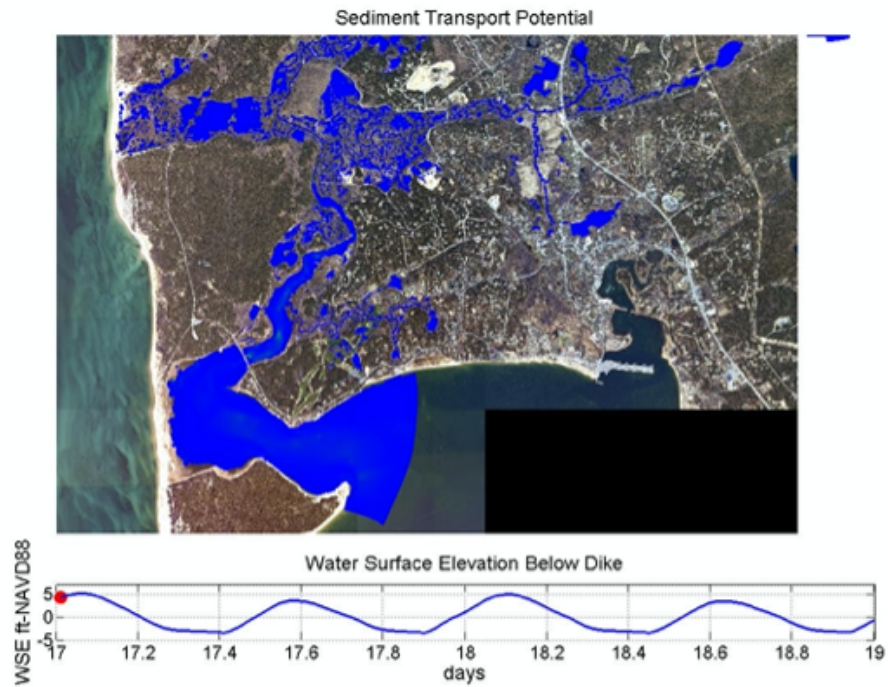 Sediment Transport Potential
Water Surface Elevation Below Dike
WSE ft-NAVD88
5
0
-5
17 17.2 17.4 17.6 17.8 18 18.2 18.4 18.6 18.8 19
days